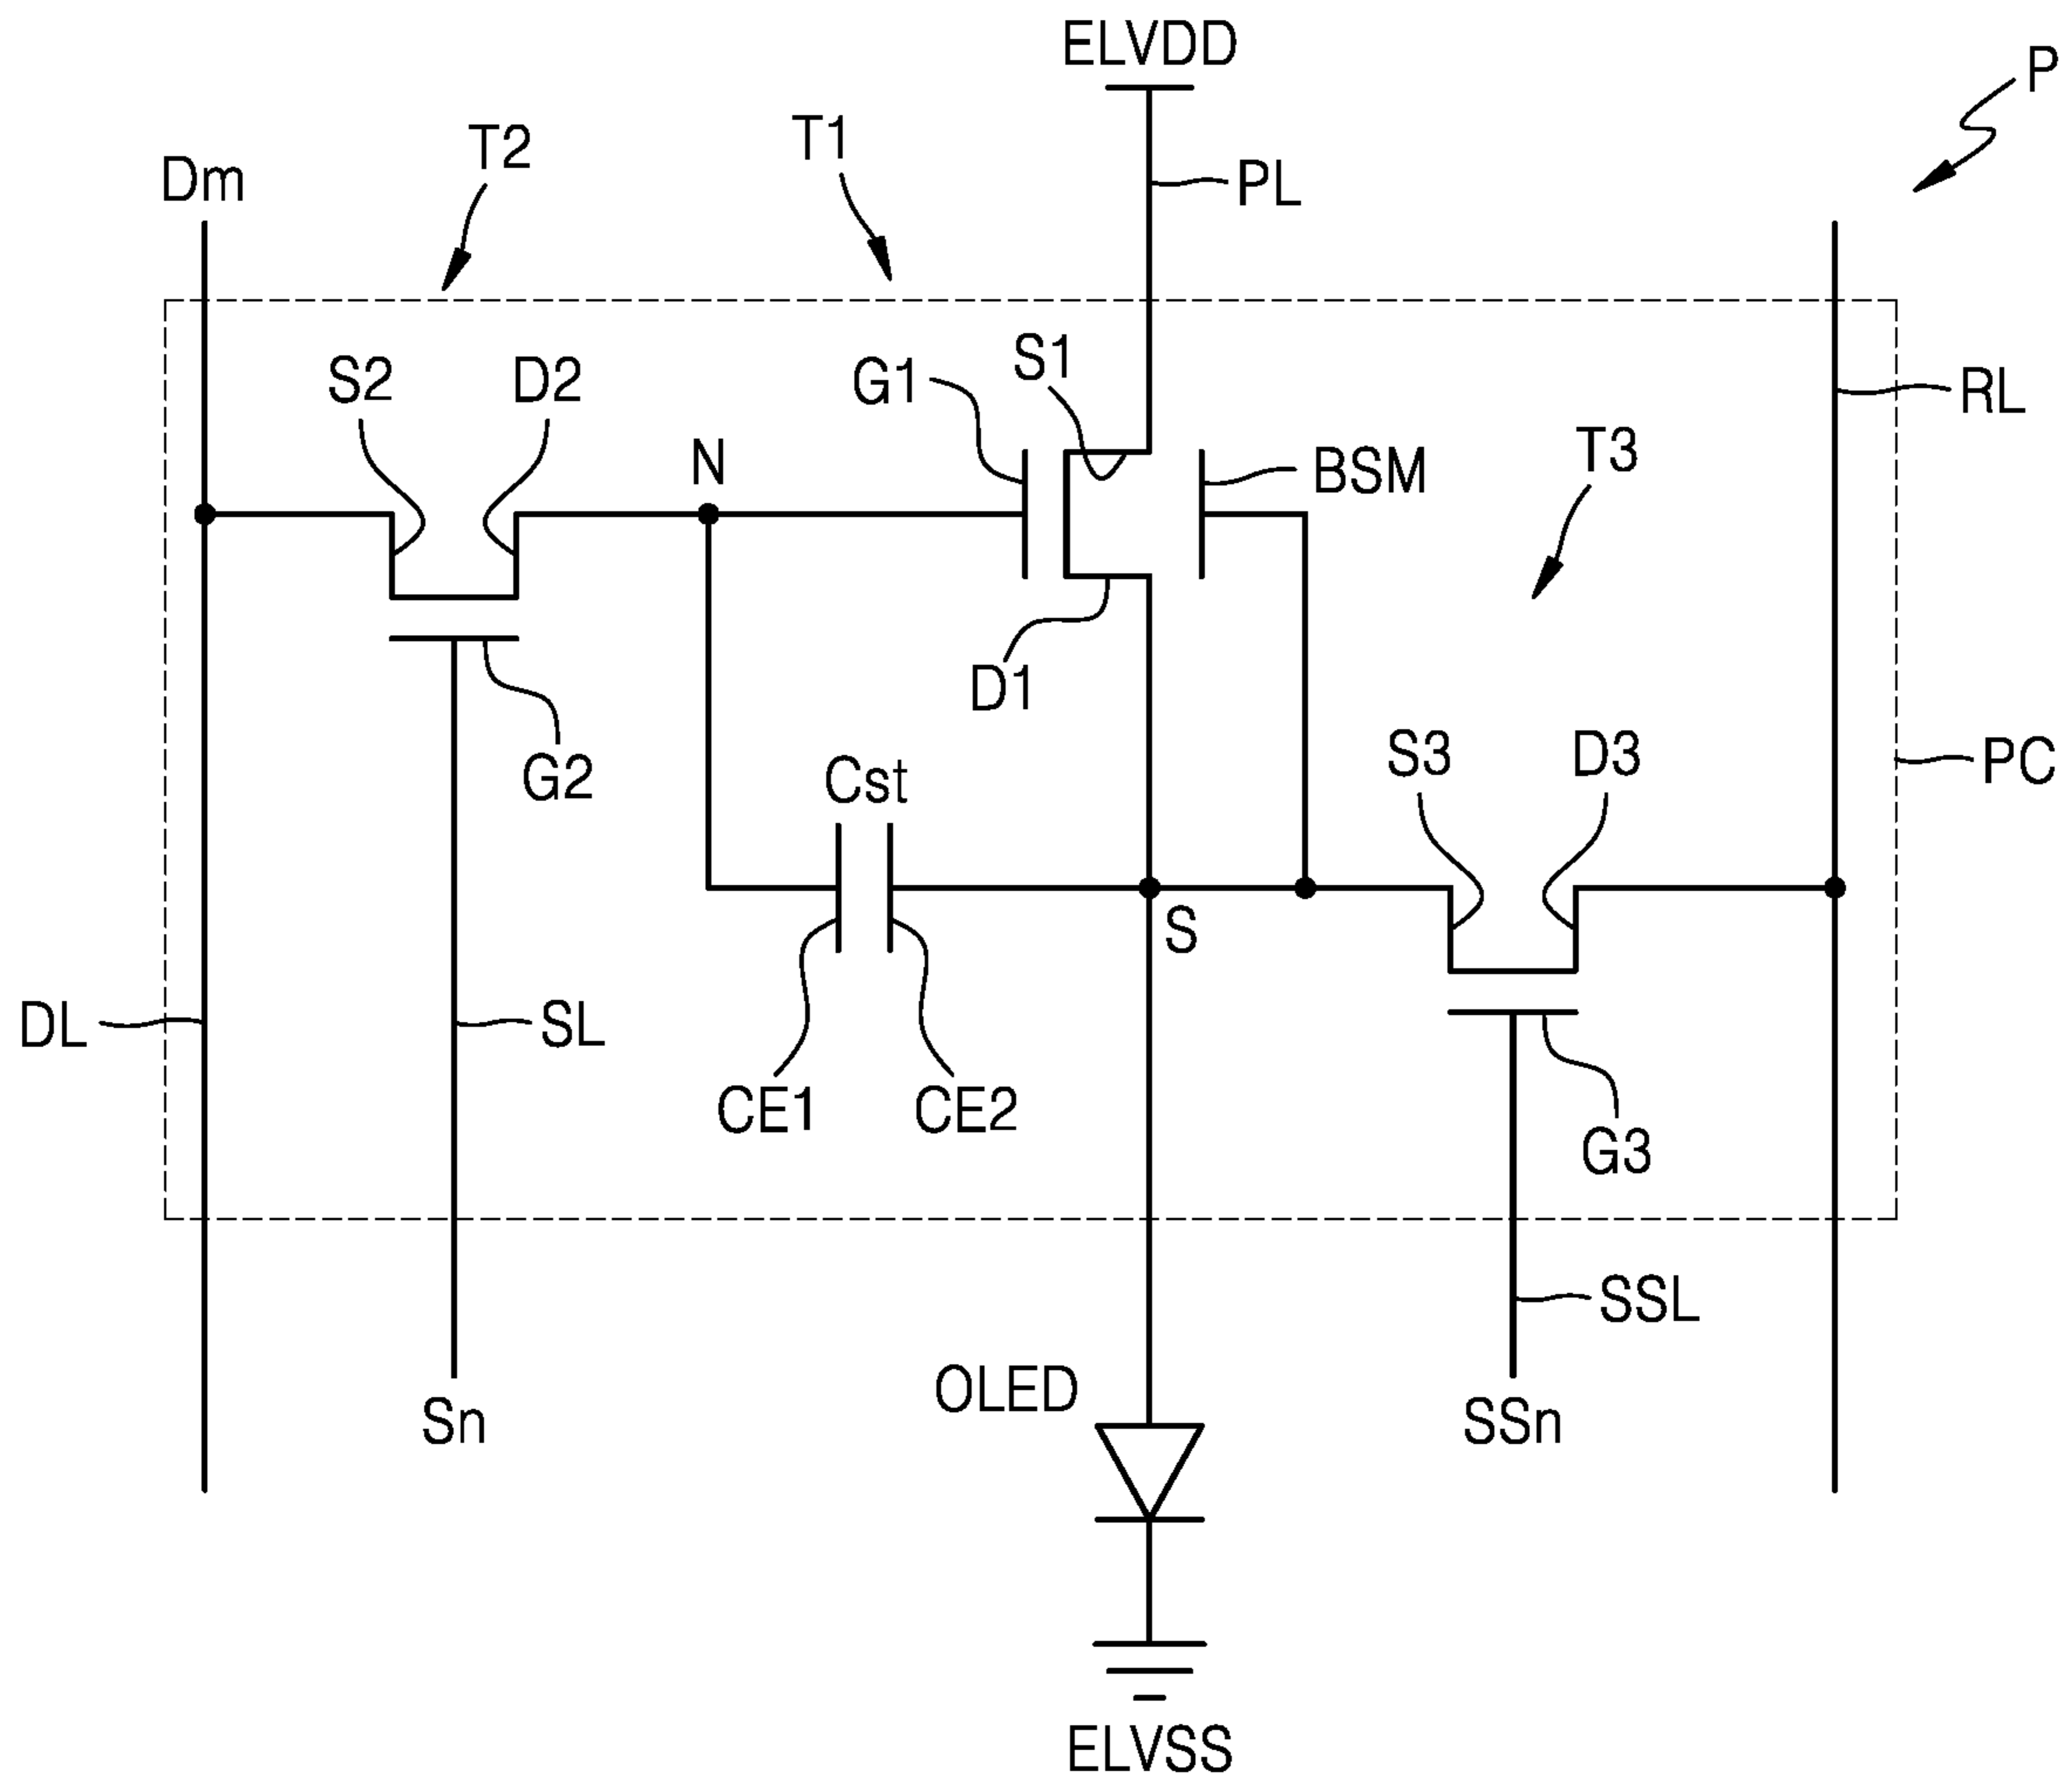 ELVDD
P
T2
T1
Dm
PL
S2
D2
G1
S1
RL
N
BSM
T3
D1
G2
Cst
S3
D3
PC
S
DL
SL
CE1
CE2
G3
SSL
OLED
Sn
SSn
ELVSS